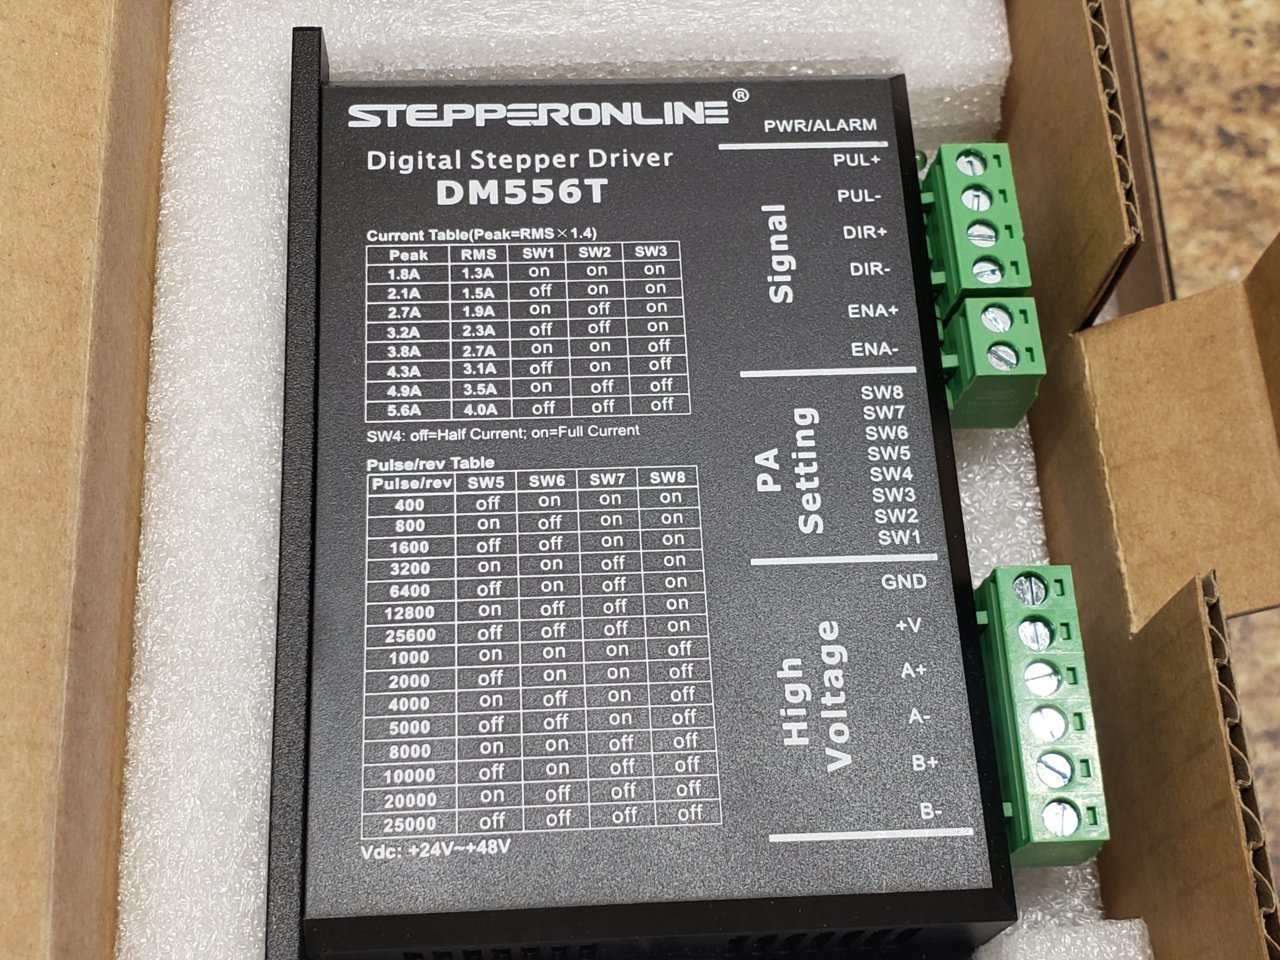 STEPPERONLINE®
Digital Stepper Driver
DM556T
Current Table(Peak=RMS×1.4)
Peak RMS SW1 SW2 SW3
1.8A 1.3A on on on
2.1A 1.5A off on on
2.7A 1.9A on off on
3.2A 2.3A off off on
3.8A 2.7A on on off
4.3A 3.1A off on off
4.9A 3.5A on off off
5.6A 4.0A off off off
SW4: off=Half Current; on=Full Current
Pulse/rev Table
Pulse/rev SW5 SW6 SW7 SW8
400 off on on on
800 on off on on
1600 off off on on
3200 on on off on
6400 off on off on
12800 on off off on
25600 off off off on
1000 on on on off
2000 off on on off
4000 on off on off
5000 off off on off
8000 on on off off
10000 off on off off
20000 on off off off
25000 off off off off
Vdc: +24V~+48V
PWR/ALARM
Signal
PUL+
PUL-
DIR+
DIR-
ENA+
ENA-
PA
Setting
SW8
SW7
SW6
SW5
SW4
SW3
SW2
SW1
High
Voltage
GND
+V
A+
A-
B+
B-